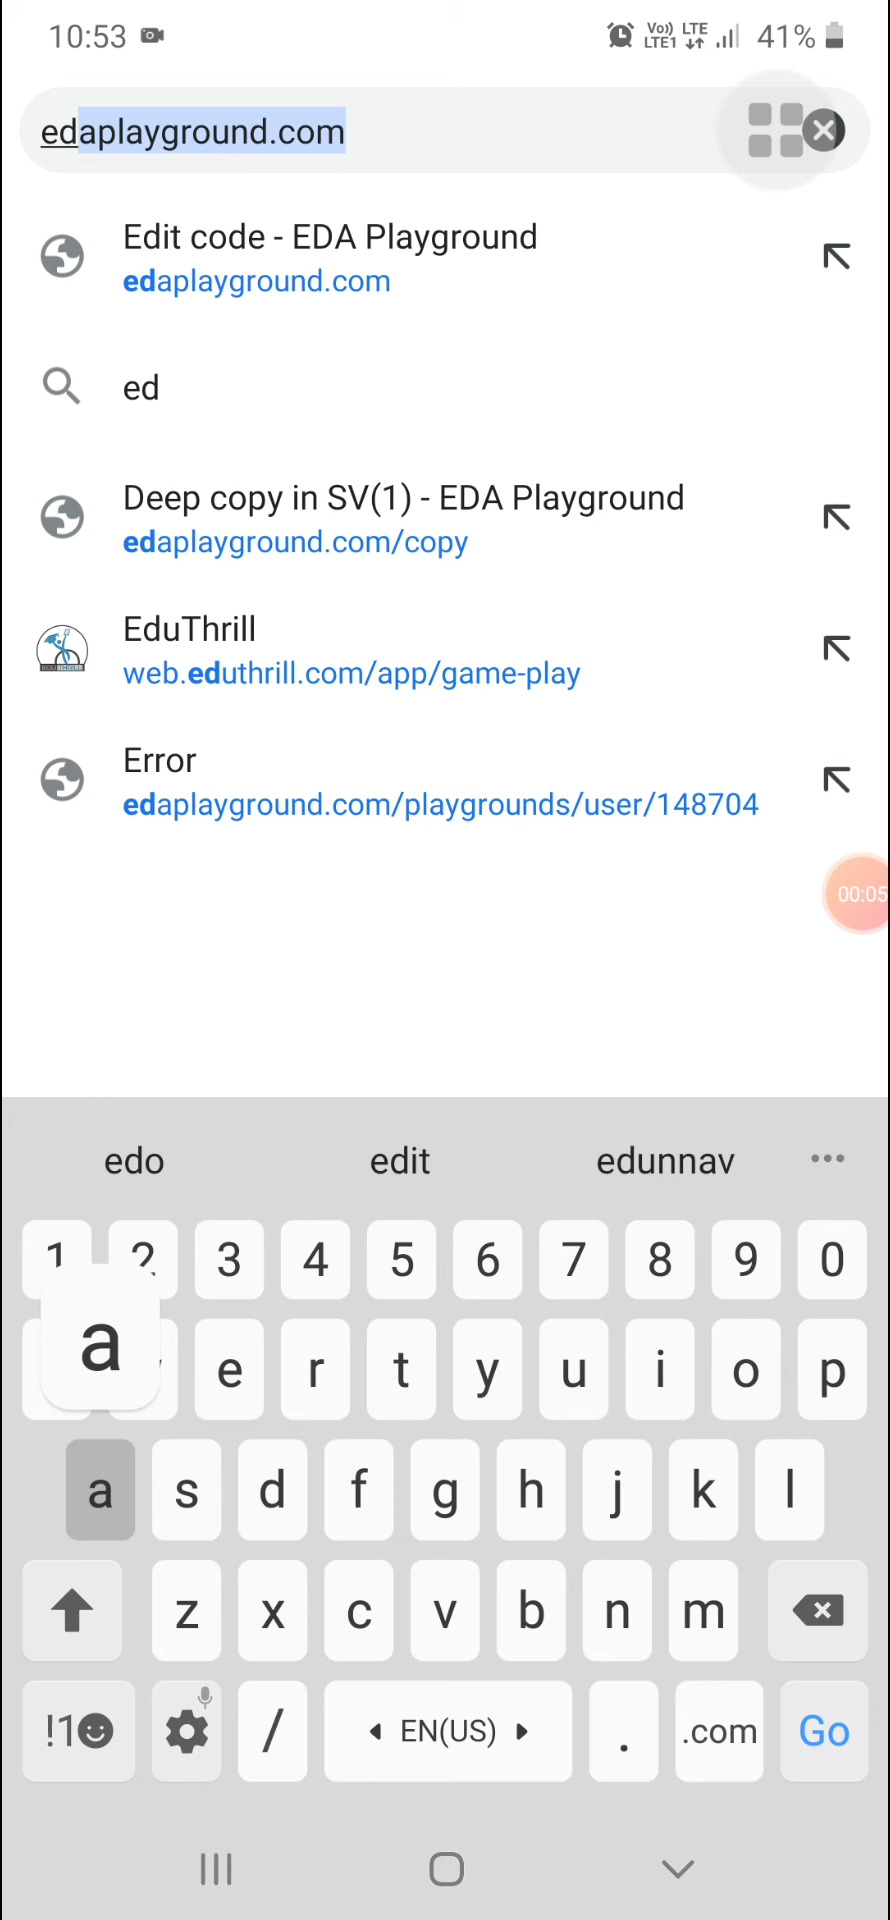 10:53
Vo)) LTE
LTE1
41%
edaplayground.com
Edit code - EDA Playground
edaplayground.com
ed
Deep copy in SV(1) - EDA Playground
edaplayground.com/copy
EduThrill
web.eduthrill.com/app/game-play
Error
edaplayground.com/playgrounds/user/148704
00:05
edo edit edunnav
1 2 3 4 5 6 7 8 9 0
a
e r t y u i o p
a s d f g h j k l
z x c v b n m
!1 / EN(US) . .com Go